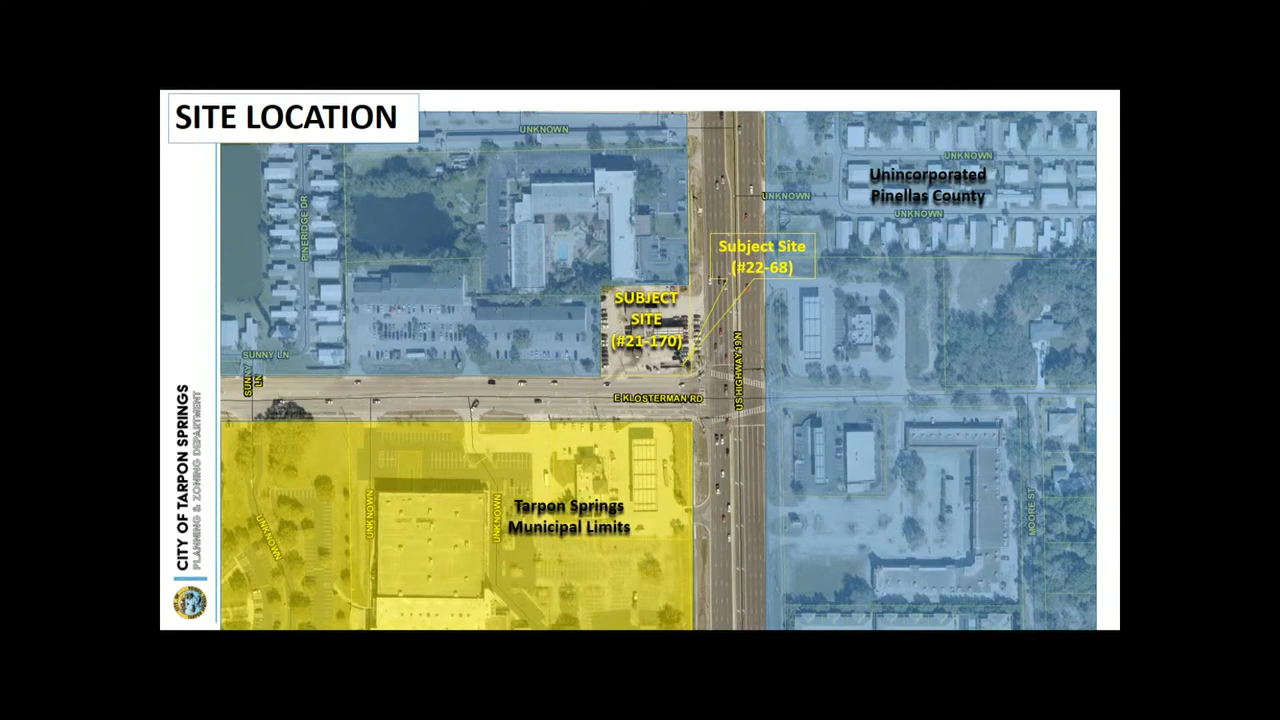 SITE LOCATION
UNKNOWN
UNKNOWN
Unincorporated
Pinellas County
UNKNOWN
UNKNOWN
PINERIDGE DR
Subject Site
(#22-68)
SUBJECT
SITE
(#21-170)
US HIGHWAY 19 N
SUNNY LN
SUNNY
LN
E KLOSTERMAN RD
CITY OF TARPON SPRINGS
PLANNING & ZONING DEPARTMENT
UNKNOWN
UNKNOWN
UNKNOWN
Tarpon Springs
Municipal Limits
MOORE ST